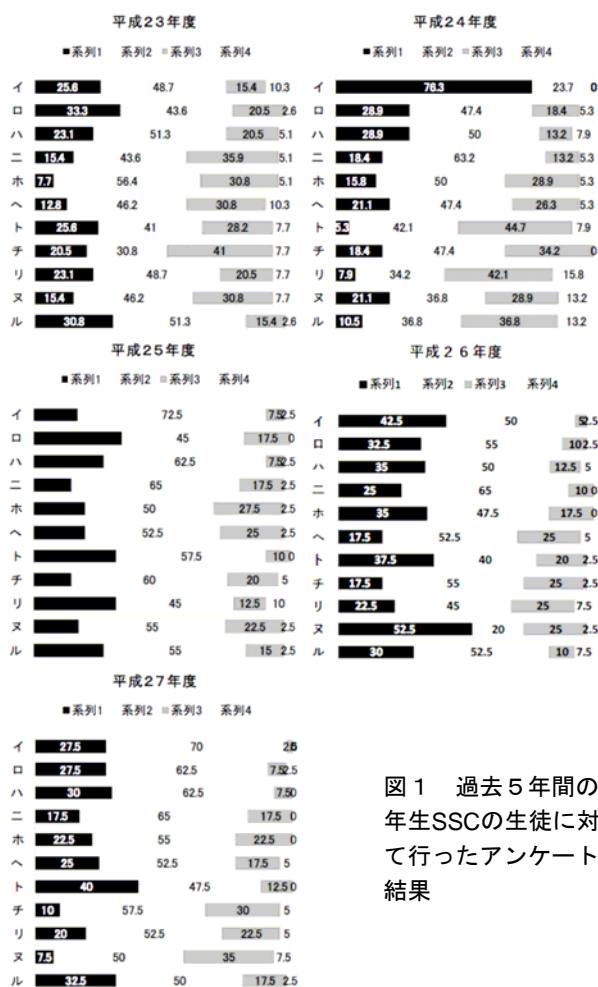 平成23年度
■系列1 系列2 ■系列3 系列4
イ 25.6 48.7 15.4 10.3
ロ 33.3 43.6 20.5 2.6
ハ 23.1 51.3 20.5 5.1
ニ 15.4 43.6 35.9 5.1
ホ 7.7 56.4 30.8 5.1
ヘ 12.8 46.2 30.8 10.3
ト 25.6 41 28.2 7.7
チ 20.5 30.8 41 7.7
リ 23.1 48.7 20.5 7.7
ヌ 15.4 46.2 30.8 7.7
ル 30.8 51.3 15.4 2.6
平成24年度
■系列1 系列2 ■系列3 系列4
イ 76.3 23.7 0
ロ 28.9 47.4 18.4 5.3
ハ 28.9 50 13.2 7.9
ニ 18.4 63.2 13.2 5.3
ホ 15.8 50 28.9 5.3
ヘ 21.1 47.4 26.3 5.3
ト 5.3 42.1 44.7 7.9
チ 18.4 47.4 34.2 0
リ 7.9 34.2 42.1 15.8
ヌ 21.1 36.8 28.9 13.2
ル 10.5 36.8 36.8 13.2
平成25年度
■系列1 系列2 ■系列3 系列4
イ 72.5 7.5 2.5
ロ 45 17.5 0
ハ 62.5 7.5 2.5
ニ 65 17.5 2.5
ホ 50 27.5 2.5
ヘ 52.5 25 2.5
ト 57.5 10 0
チ 60 20 5
リ 45 12.5 10
ヌ 55 22.5 2.5
ル 55 15 2.5
平成26年度
■系列1 系列2 ■系列3 系列4
イ 42.5 50 5 2.5
ロ 32.5 55 10 2.5
ハ 35 50 12.5 5
ニ 25 65 10 0
ホ 35 47.5 17.5 0
ヘ 17.5 52.5 25 5
ト 37.5 40 20 2.5
チ 17.5 55 25 2.5
リ 22.5 45 25 7.5
ヌ 52.5 20 25 2.5
ル 30 52.5 10 7.5
平成27年度
■系列1 系列2 ■系列3 系列4
イ 27.5 70 2.5 0
ロ 27.5 62.5 7.5 2.5
ハ 30 62.5 7.5 0
ニ 17.5 65 17.5 0
ホ 22.5 55 22.5 0
ヘ 25 52.5 17.5 5
ト 40 47.5 12.5 0
チ 10 57.5 30 5
リ 20 52.5 22.5 5
ヌ 7.5 50 35 7.5
ル 32.5 50 17.5 2.5
図1 過去5年間の
年生SSCの生徒に対
て行ったアンケート
結果